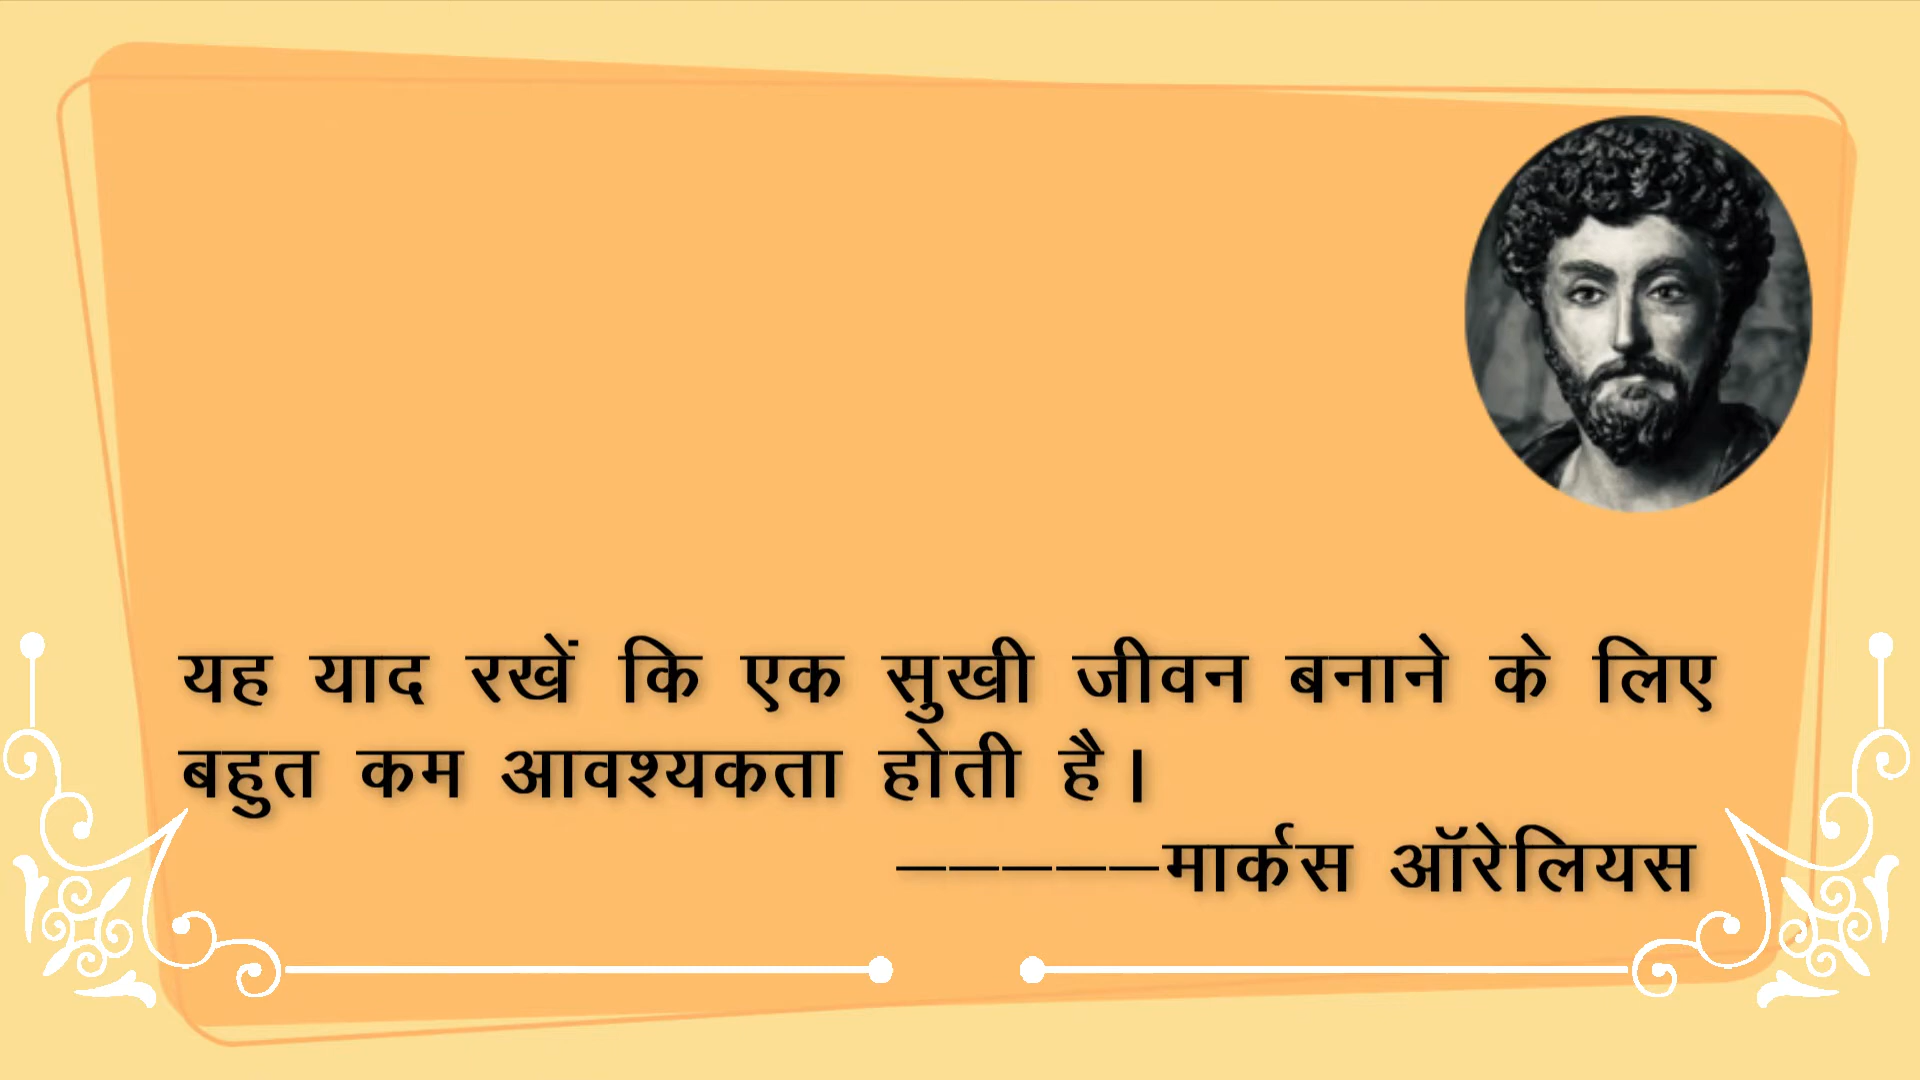 यह याद रखें कि एक सुखी जीवन बनाने के लिए
बहुत कम आवश्यकता होती है।
–––––मार्कस ऑरेलियस